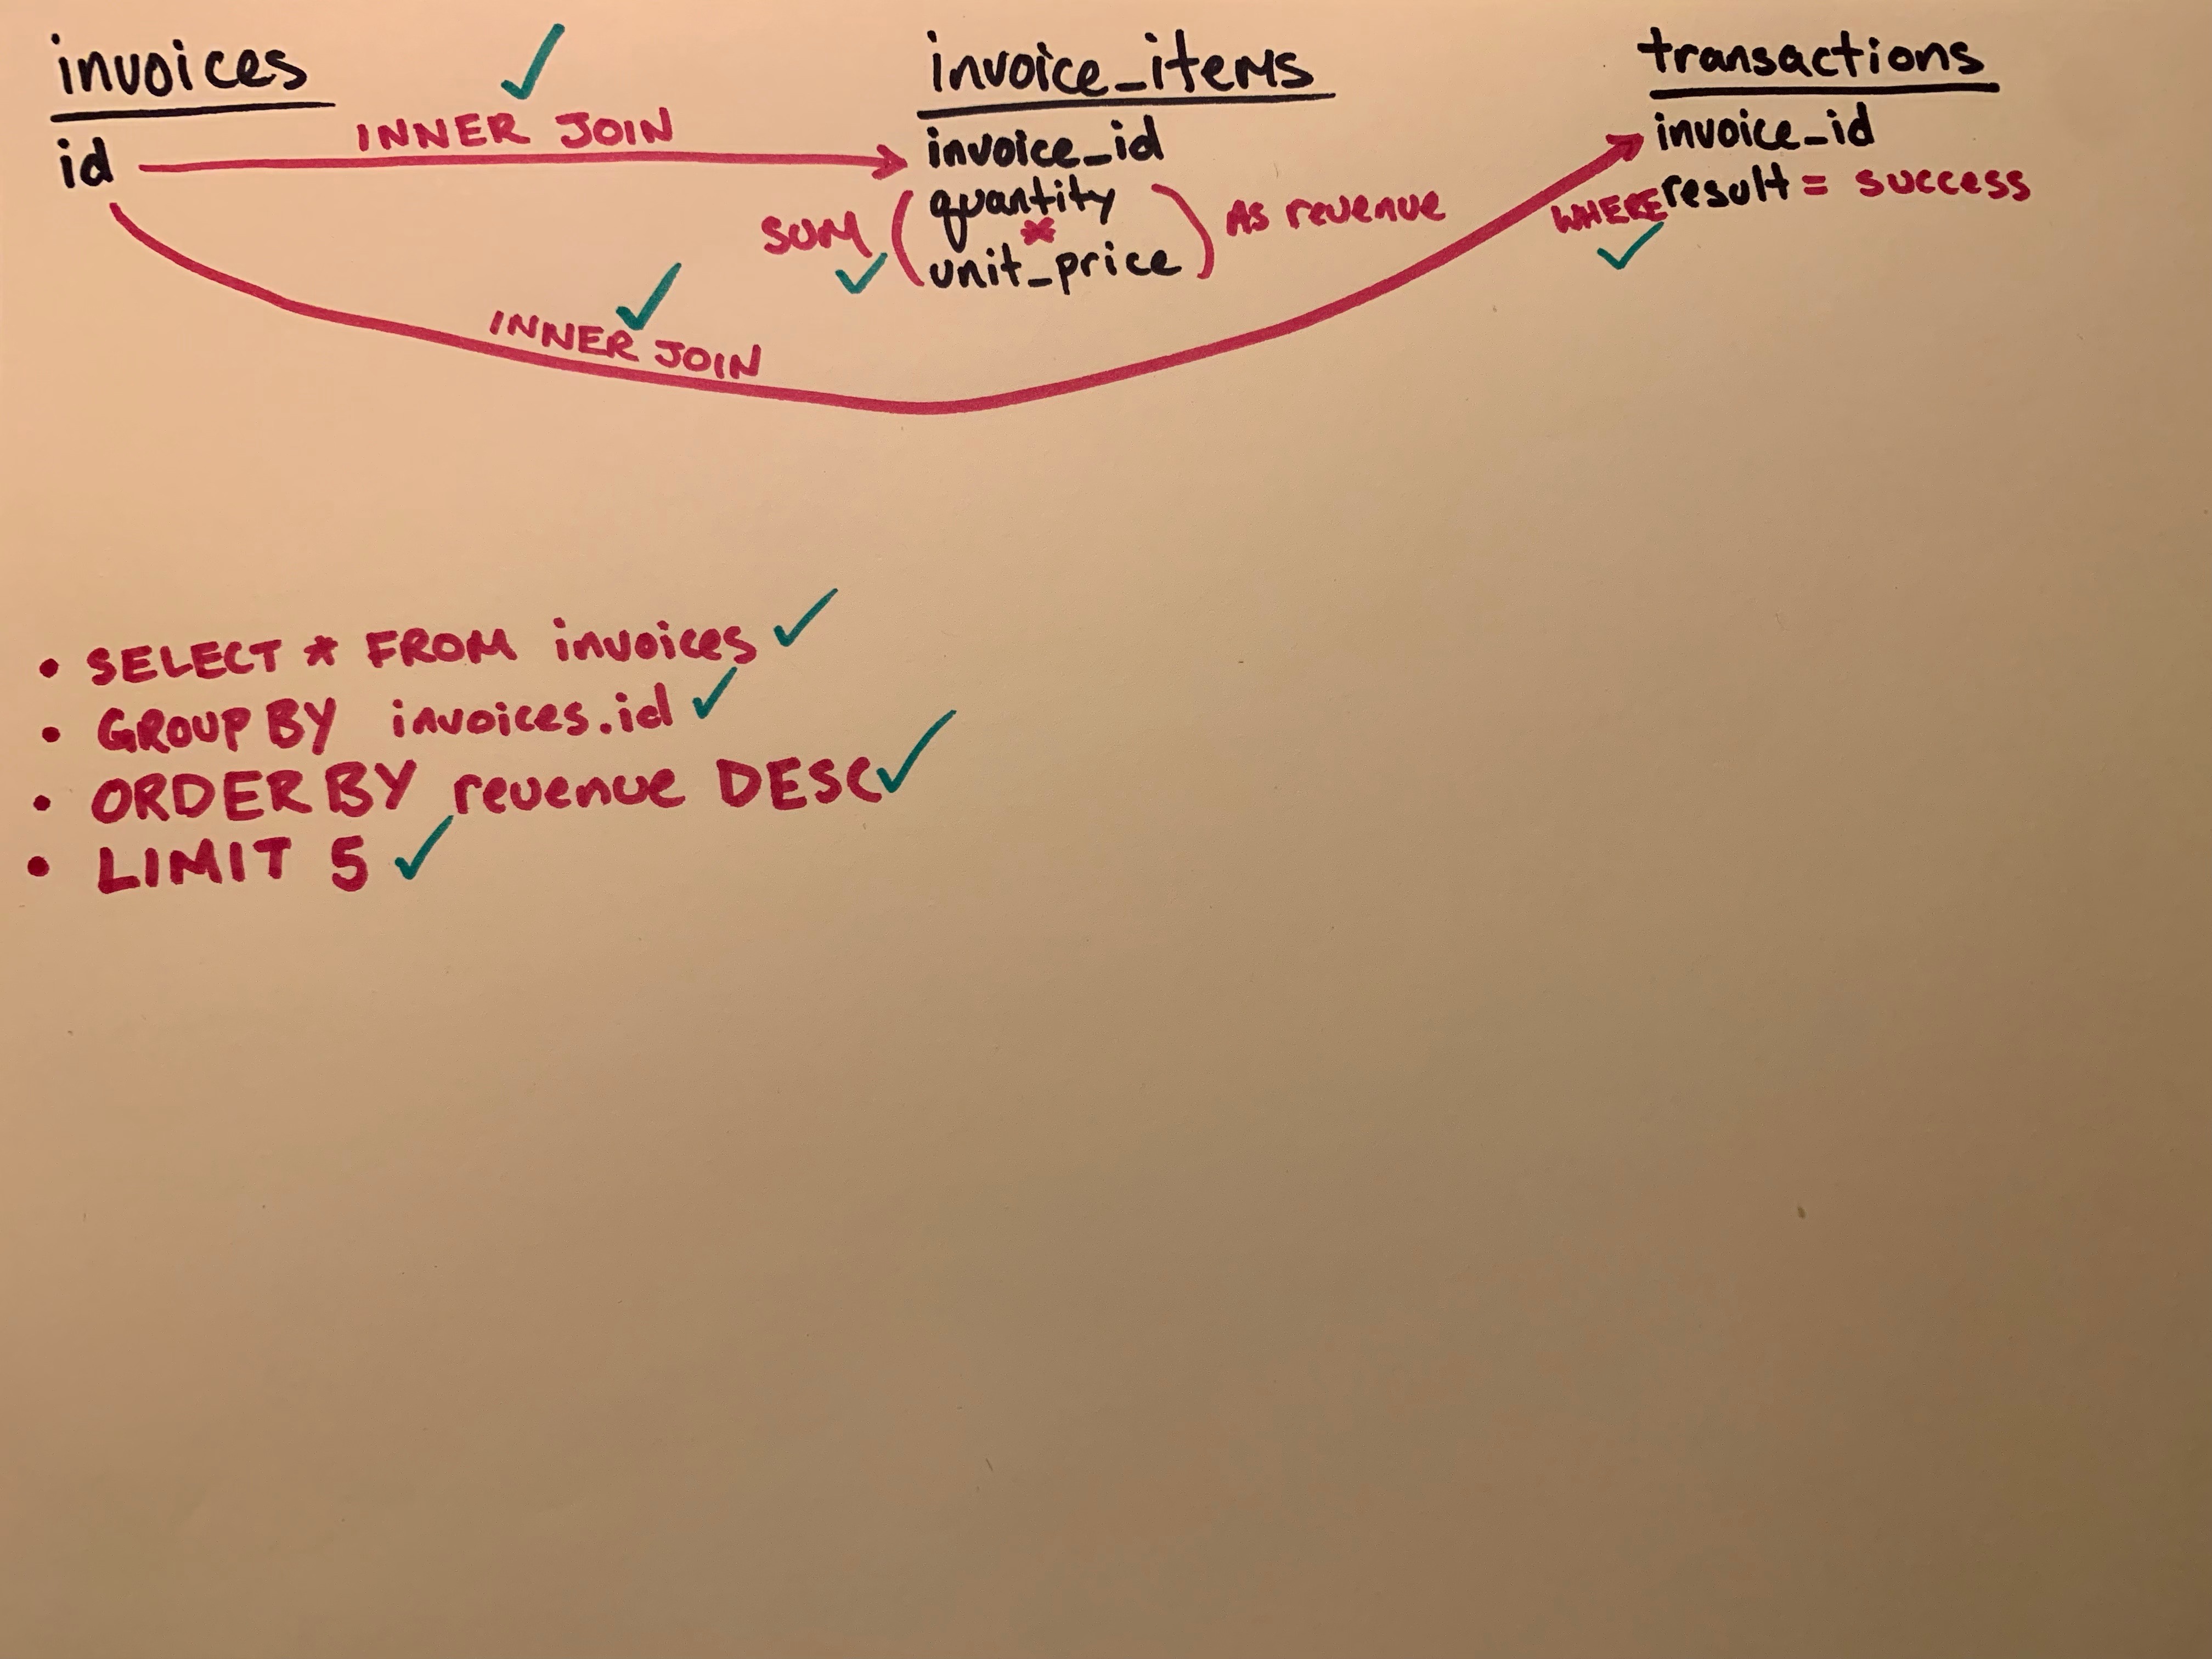 invoices
id
INNER JOIN
INNER JOIN
invoice_items
invoice_id
SUM ( quantity
*
unit_price ) AS revenue
transactions
invoice_id
WHERE result = success
• SELECT * FROM invoices
• GROUP BY invoices.id
• ORDER BY revenue DESC
• LIMIT 5